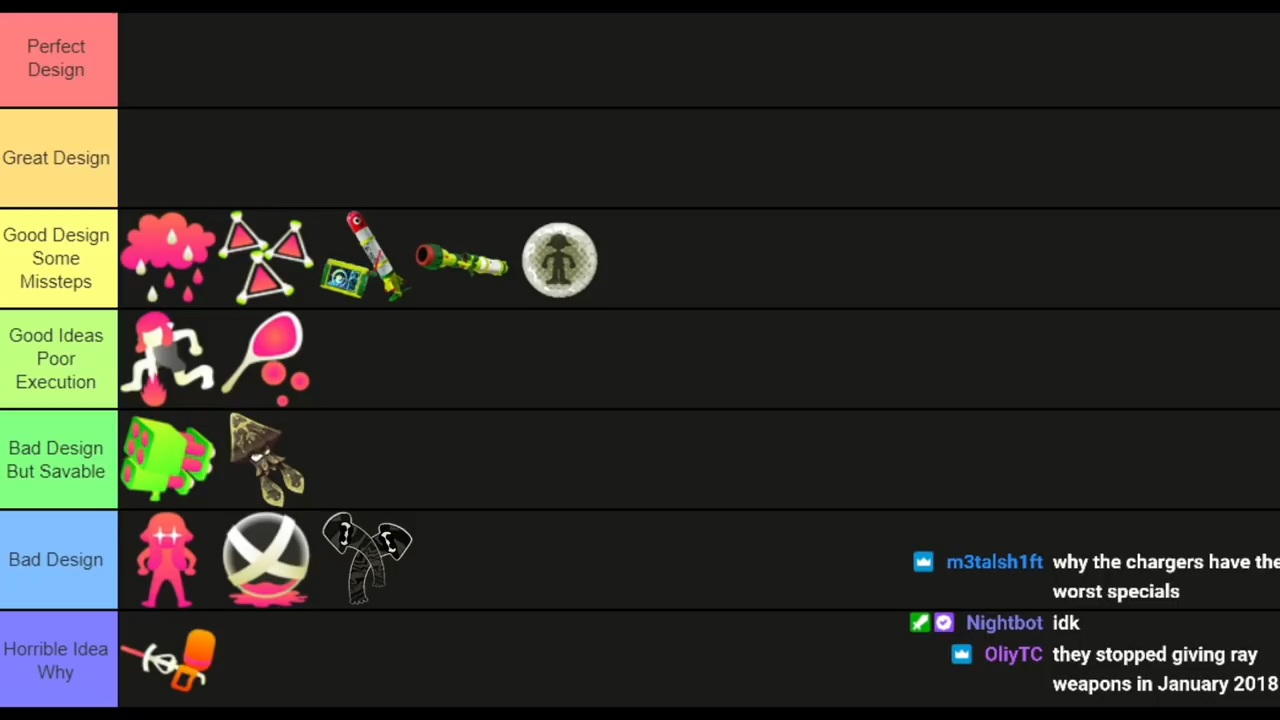 Perfect
Design
Great Design
Good Design
Some
Missteps
Good Ideas
Poor
Execution
Bad Design
But Savable
Bad Design
Horrible Idea
Why
m3talsh1ft why the chargers have the
worst specials
Nightbot idk
OliyTC they stopped giving ray
weapons in January 2018